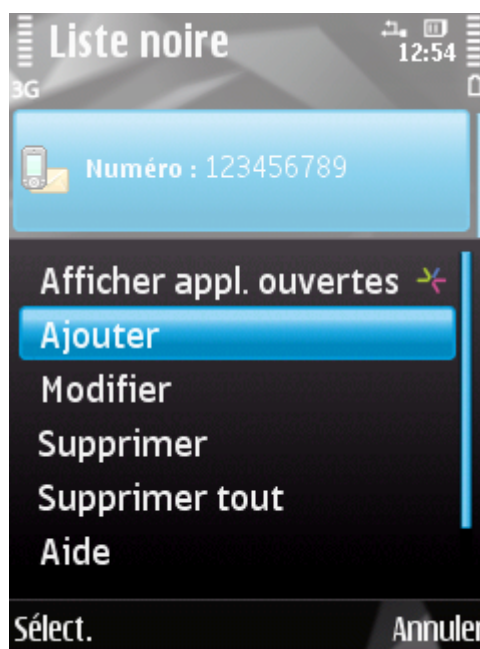 Liste noire
12:54
3G
Numéro : 123456789
Afficher appl. ouvertes
Ajouter
Modifier
Supprimer
Supprimer tout
Aide
Sélect. Annuler